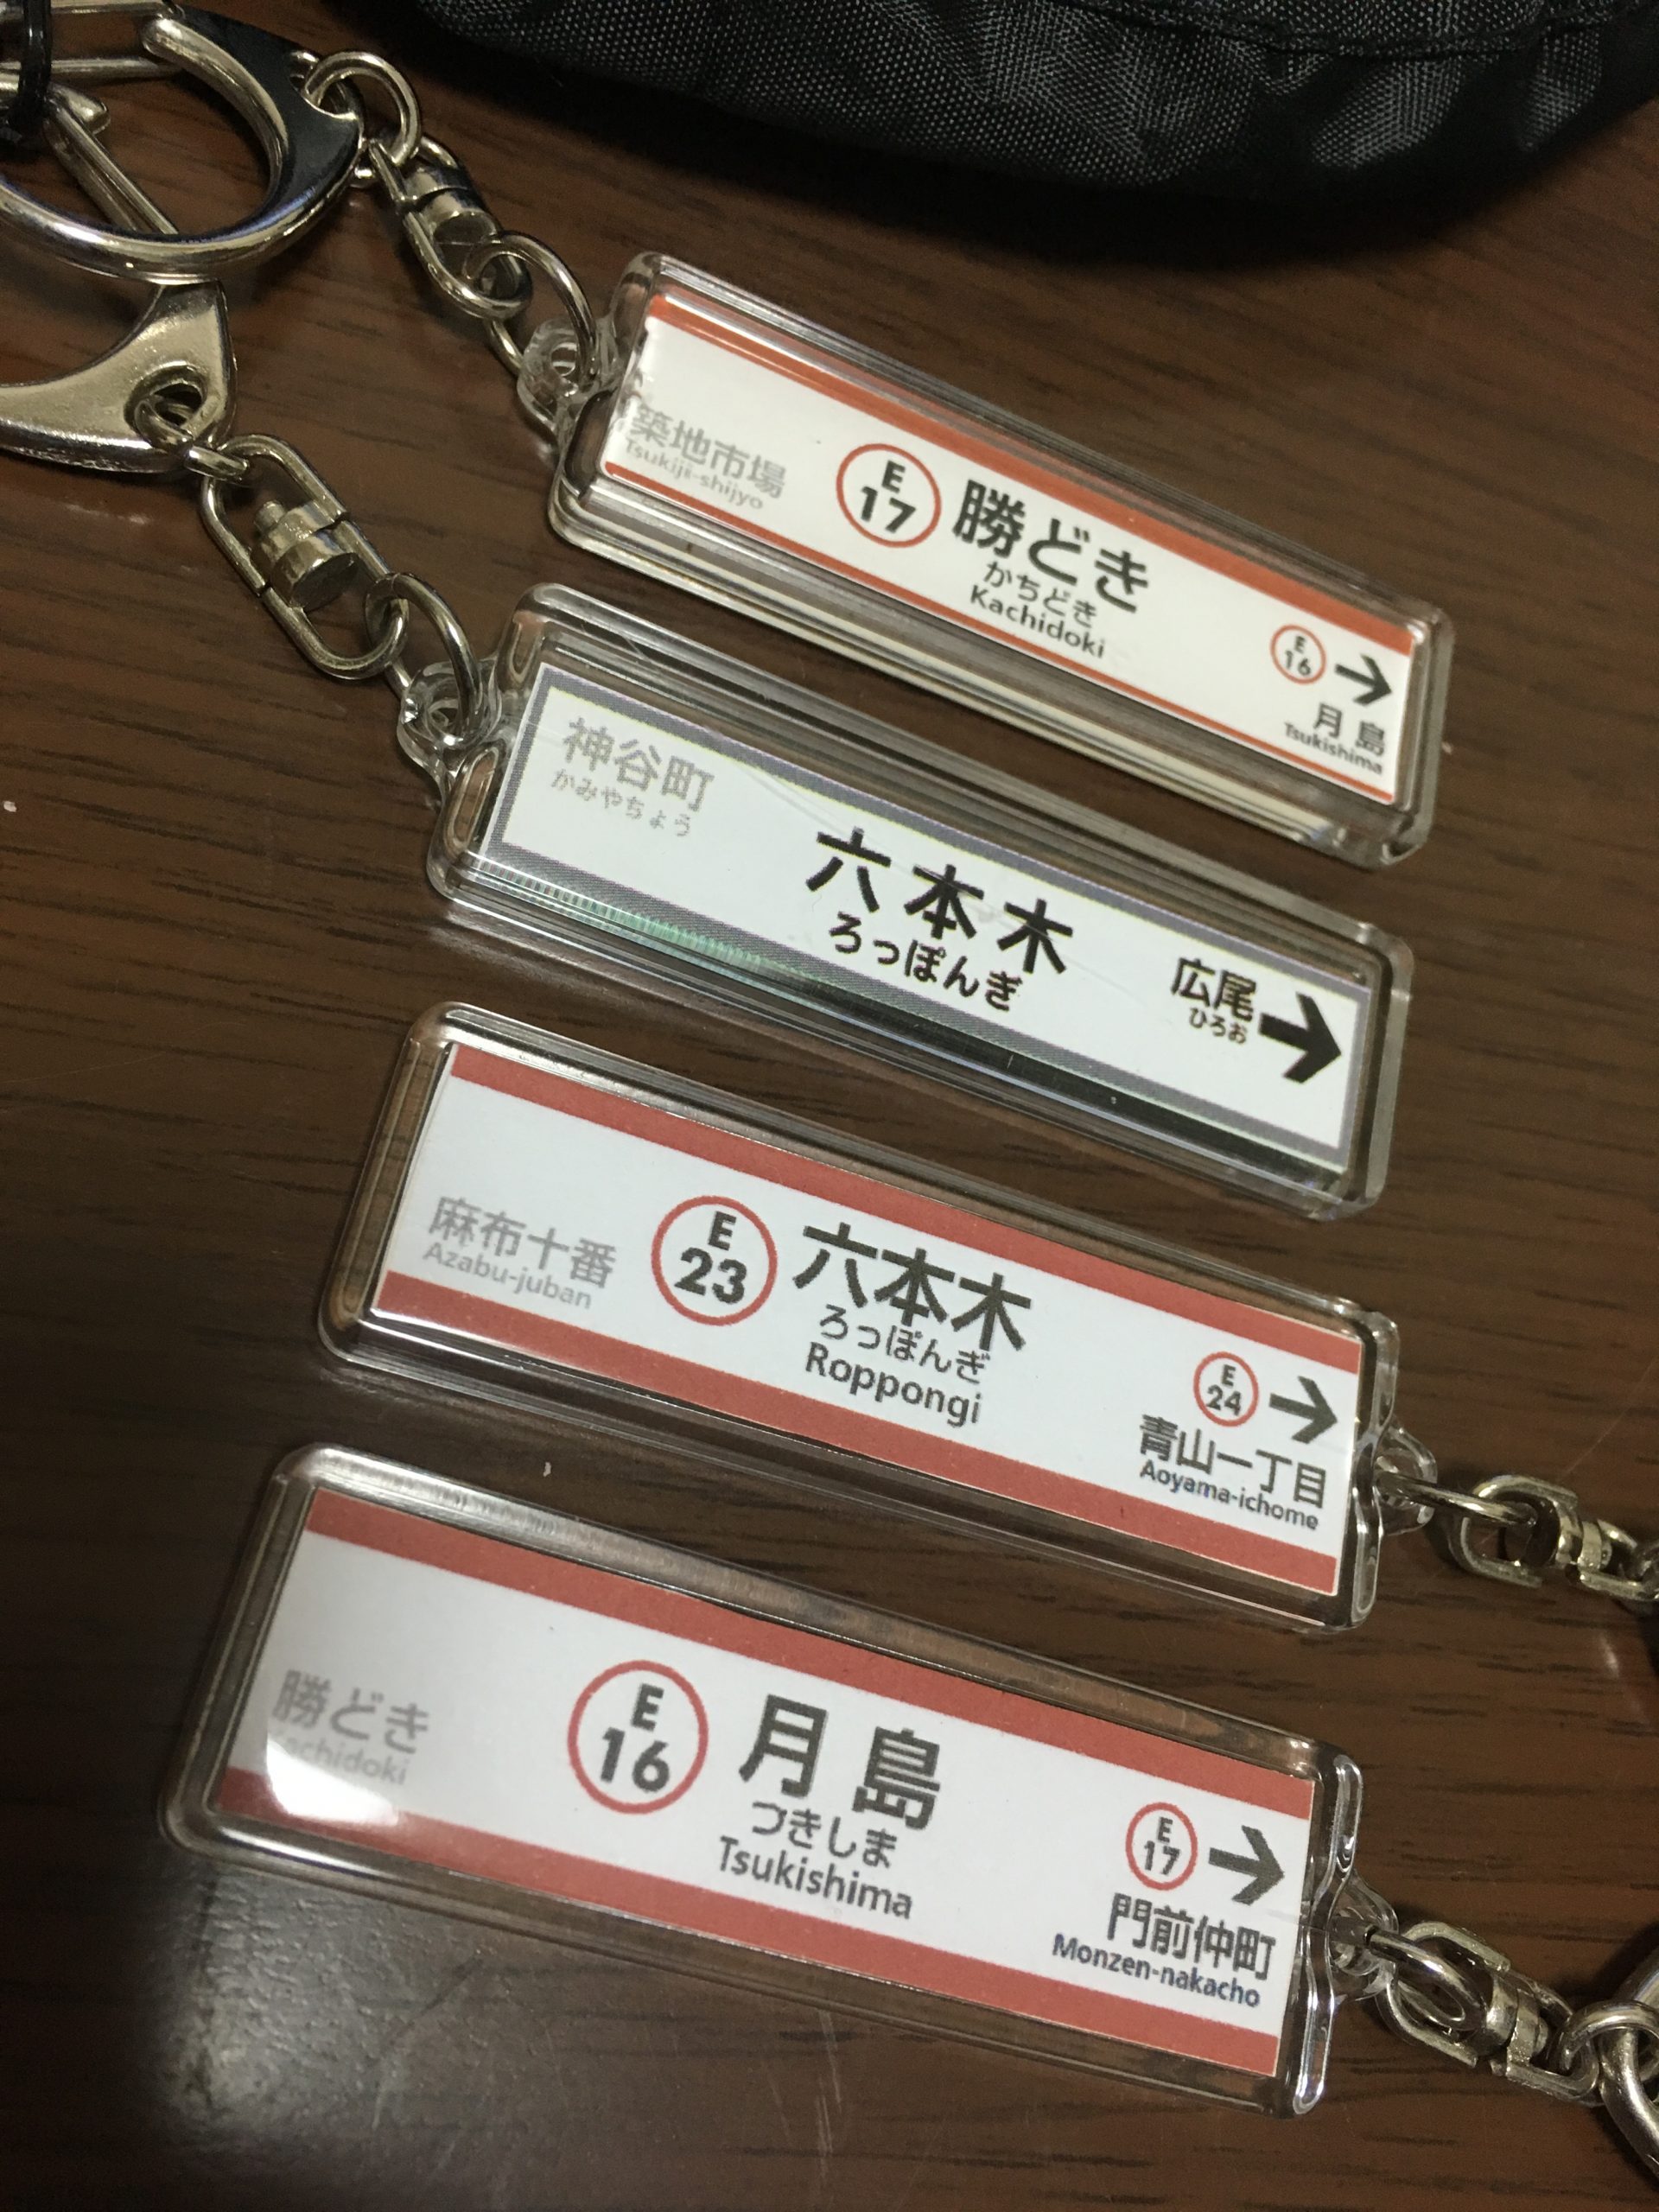 築地市場
Tsukiji-shijyo
E
17
勝どき
かちどき
Kachidoki
E
16
月島
Tsukishima
神谷町
かみやちょう
六本木
ろっぽんぎ
広尾
ひろお
麻布十番
Azabu-juban
E
23
六本木
ろっぽんぎ
Roppongi
E
24
青山一丁目
Aoyama-ichome
勝どき
achidoki
E
16
月島
つきしま
Tsukishima
E
17
門前仲町
Monzen-nakacho